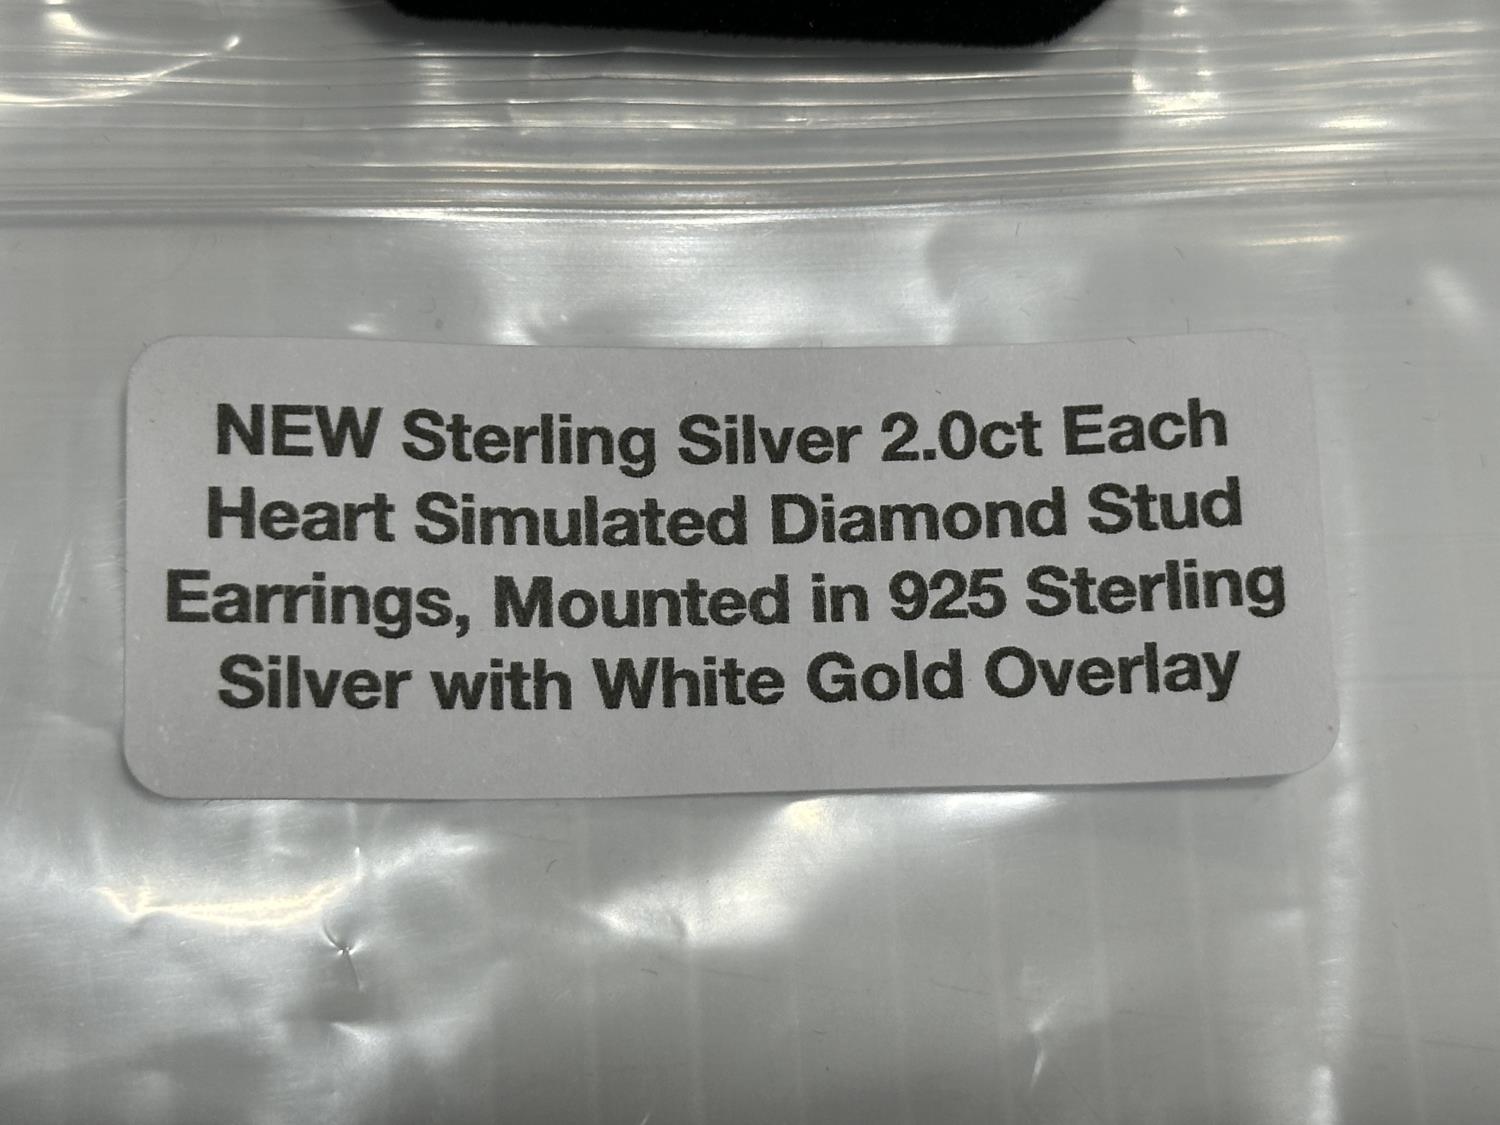 NEW Sterling Silver 2.0ct Each
Heart Simulated Diamond Stud
Earrings, Mounted in 925 Sterling
Silver with White Gold Overlay